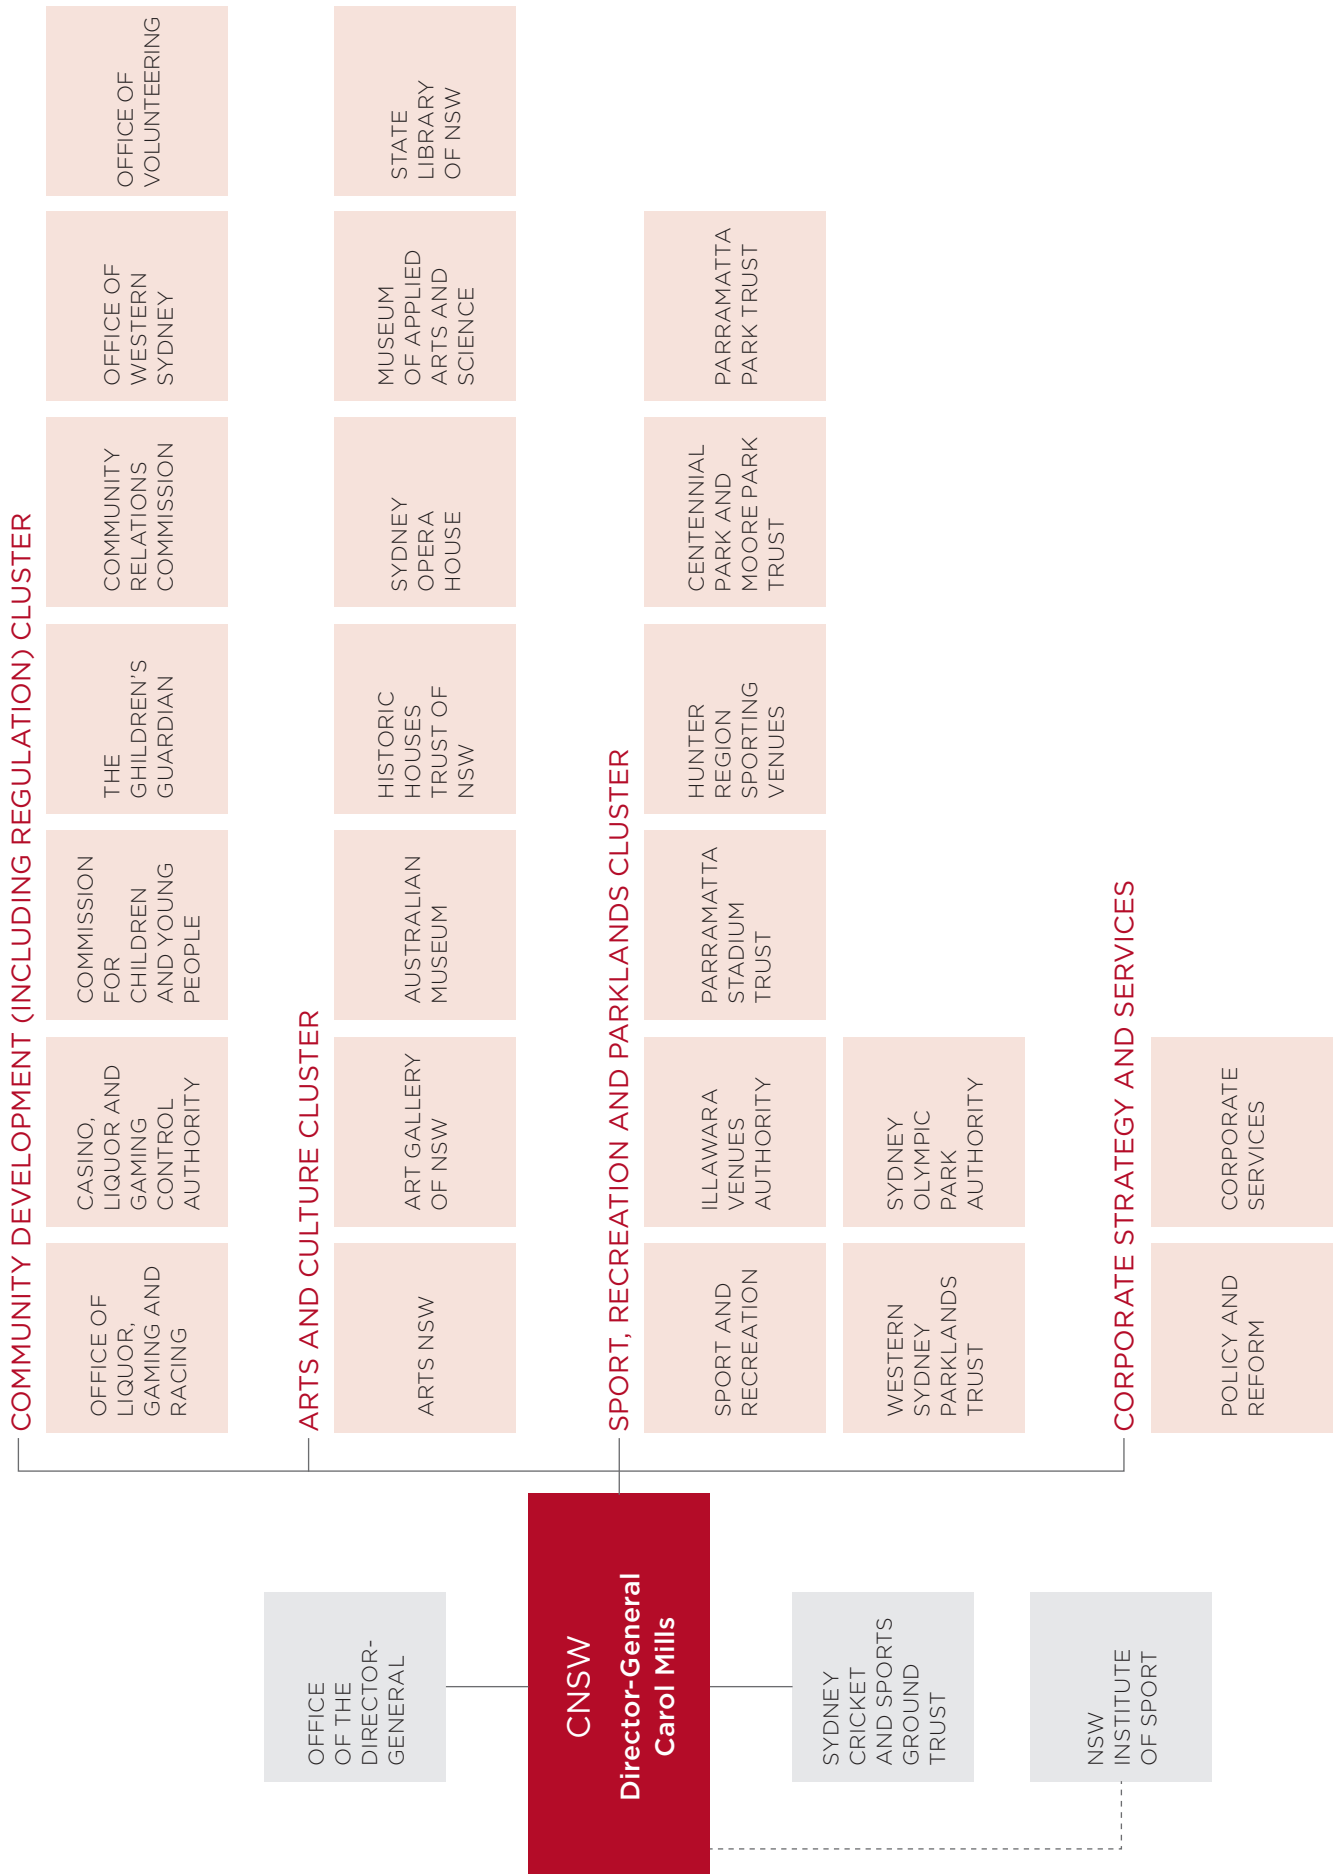 COMMUNITY DEVELOPMENT (INCLUDING REGULATION) CLUSTER
OFFICE OF
LIQUOR,
GAMING AND
RACING
CASINO,
LIQUOR AND
GAMING
CONTROL
AUTHORITY
COMMISSION
FOR
CHILDREN
AND YOUNG
PEOPLE
THE
GHILDREN'S
GUARDIAN
COMMUNITY
RELATIONS
COMMISSION
OFFICE OF
WESTERN
SYDNEY
OFFICE OF
VOLUNTEERING
ARTS AND CULTURE CLUSTER
ARTS NSW
ART GALLERY
OF NSW
AUSTRALIAN
MUSEUM
HISTORIC
HOUSES
TRUST OF
NSW
SYDNEY
OPERA
HOUSE
MUSEUM
OF APPLIED
ARTS AND
SCIENCE
STATE
LIBRARY
OF NSW
SPORT, RECREATION AND PARKLANDS CLUSTER
SPORT AND
RECREATION
ILLAWARA
VENUES
AUTHORITY
PARRAMATTA
STADIUM
TRUST
HUNTER
REGION
SPORTING
VENUES
CENTENNIAL
PARK AND
MOORE PARK
TRUST
PARRAMATTA
PARK TRUST
WESTERN
SYDNEY
PARKLANDS
TRUST
SYDNEY
OLYMPIC
PARK
AUTHORITY
CORPORATE STRATEGY AND SERVICES
POLICY AND
REFORM
CORPORATE
SERVICES
OFFICE
OF THE
DIRECTOR-
GENERAL
CNSW
Director-General
Carol Mills
SYDNEY
CRICKET
AND SPORTS
GROUND
TRUST
NSW
INSTITUTE
OF SPORT